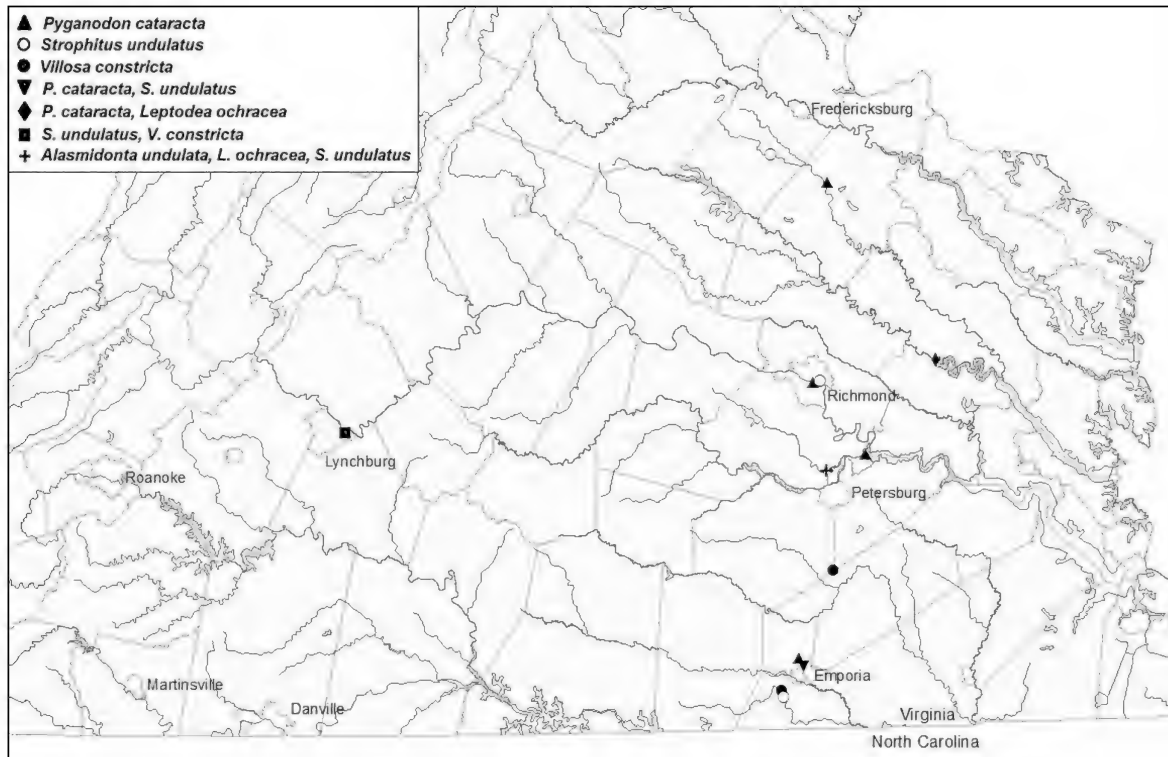 Pyganodon cataracta
Strophitus undulatus
Villosa constricta
P. cataracta, S. undulatus
P. cataracta, Leptodea ochracea
S. undulatus, V. constricta
Alasmidonta undulata, L. ochracea, S. undulatus
Fredericksburg
Richmond
Lynchburg
Roanoke
Petersburg
Emporia
Martinsville
Danville
Virginia
North Carolina